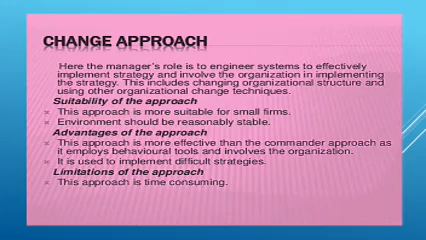 CHANGE APPROACH
Here the manager's role is to engineer systems to effectively
implement strategy and involve the organization in implementing
the strategy. This includes changing organizational structure and
using other organizational change techniques.
Suitability of the approach
× This approach is more suitable for small firms.
× Environment should be reasonably stable.
Advantages of the approach
× This approach is more effective than the commander approach as
it employs behavioural tools and involves the organization.
× It is used to implement difficult strategies.
Limitations of the approach
× This approach is time consuming.